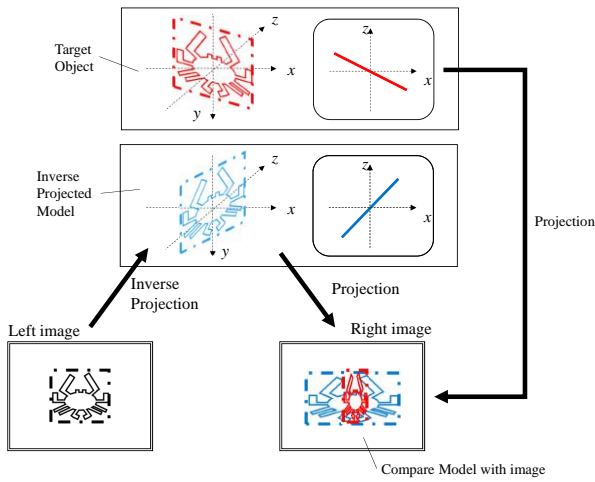 Target
Object
z
x
y
z
x
Inverse
Projected
Model
z
x
y
z
x
Projection
Inverse
Projection
Projection
Left image
Right image
Compare Model with image